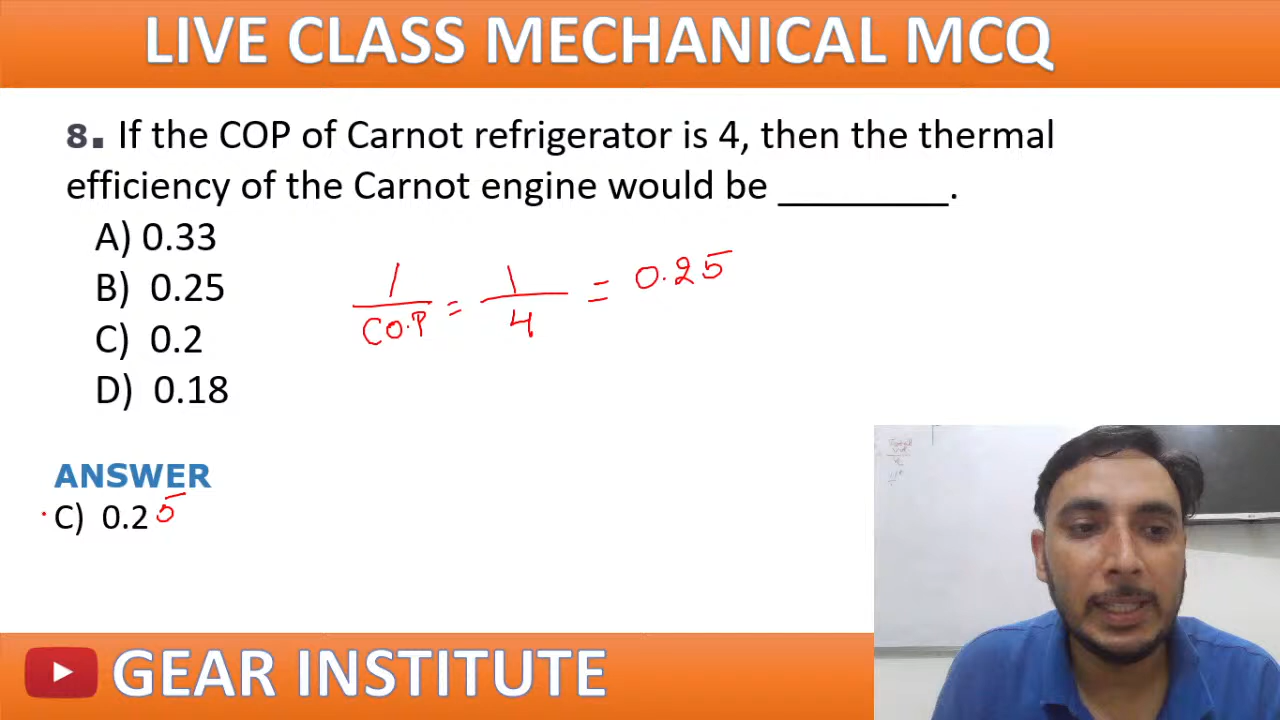 LIVE CLASS MECHANICAL MCQ
8. If the COP of Carnot refrigerator is 4, then the thermal
efficiency of the Carnot engine would be _________.
A) 0.33
B) 0.25
C) 0.2
D) 0.18
1/COP = 1/4 = 0.25
ANSWER
C) 0.25
GEAR INSTITUTE